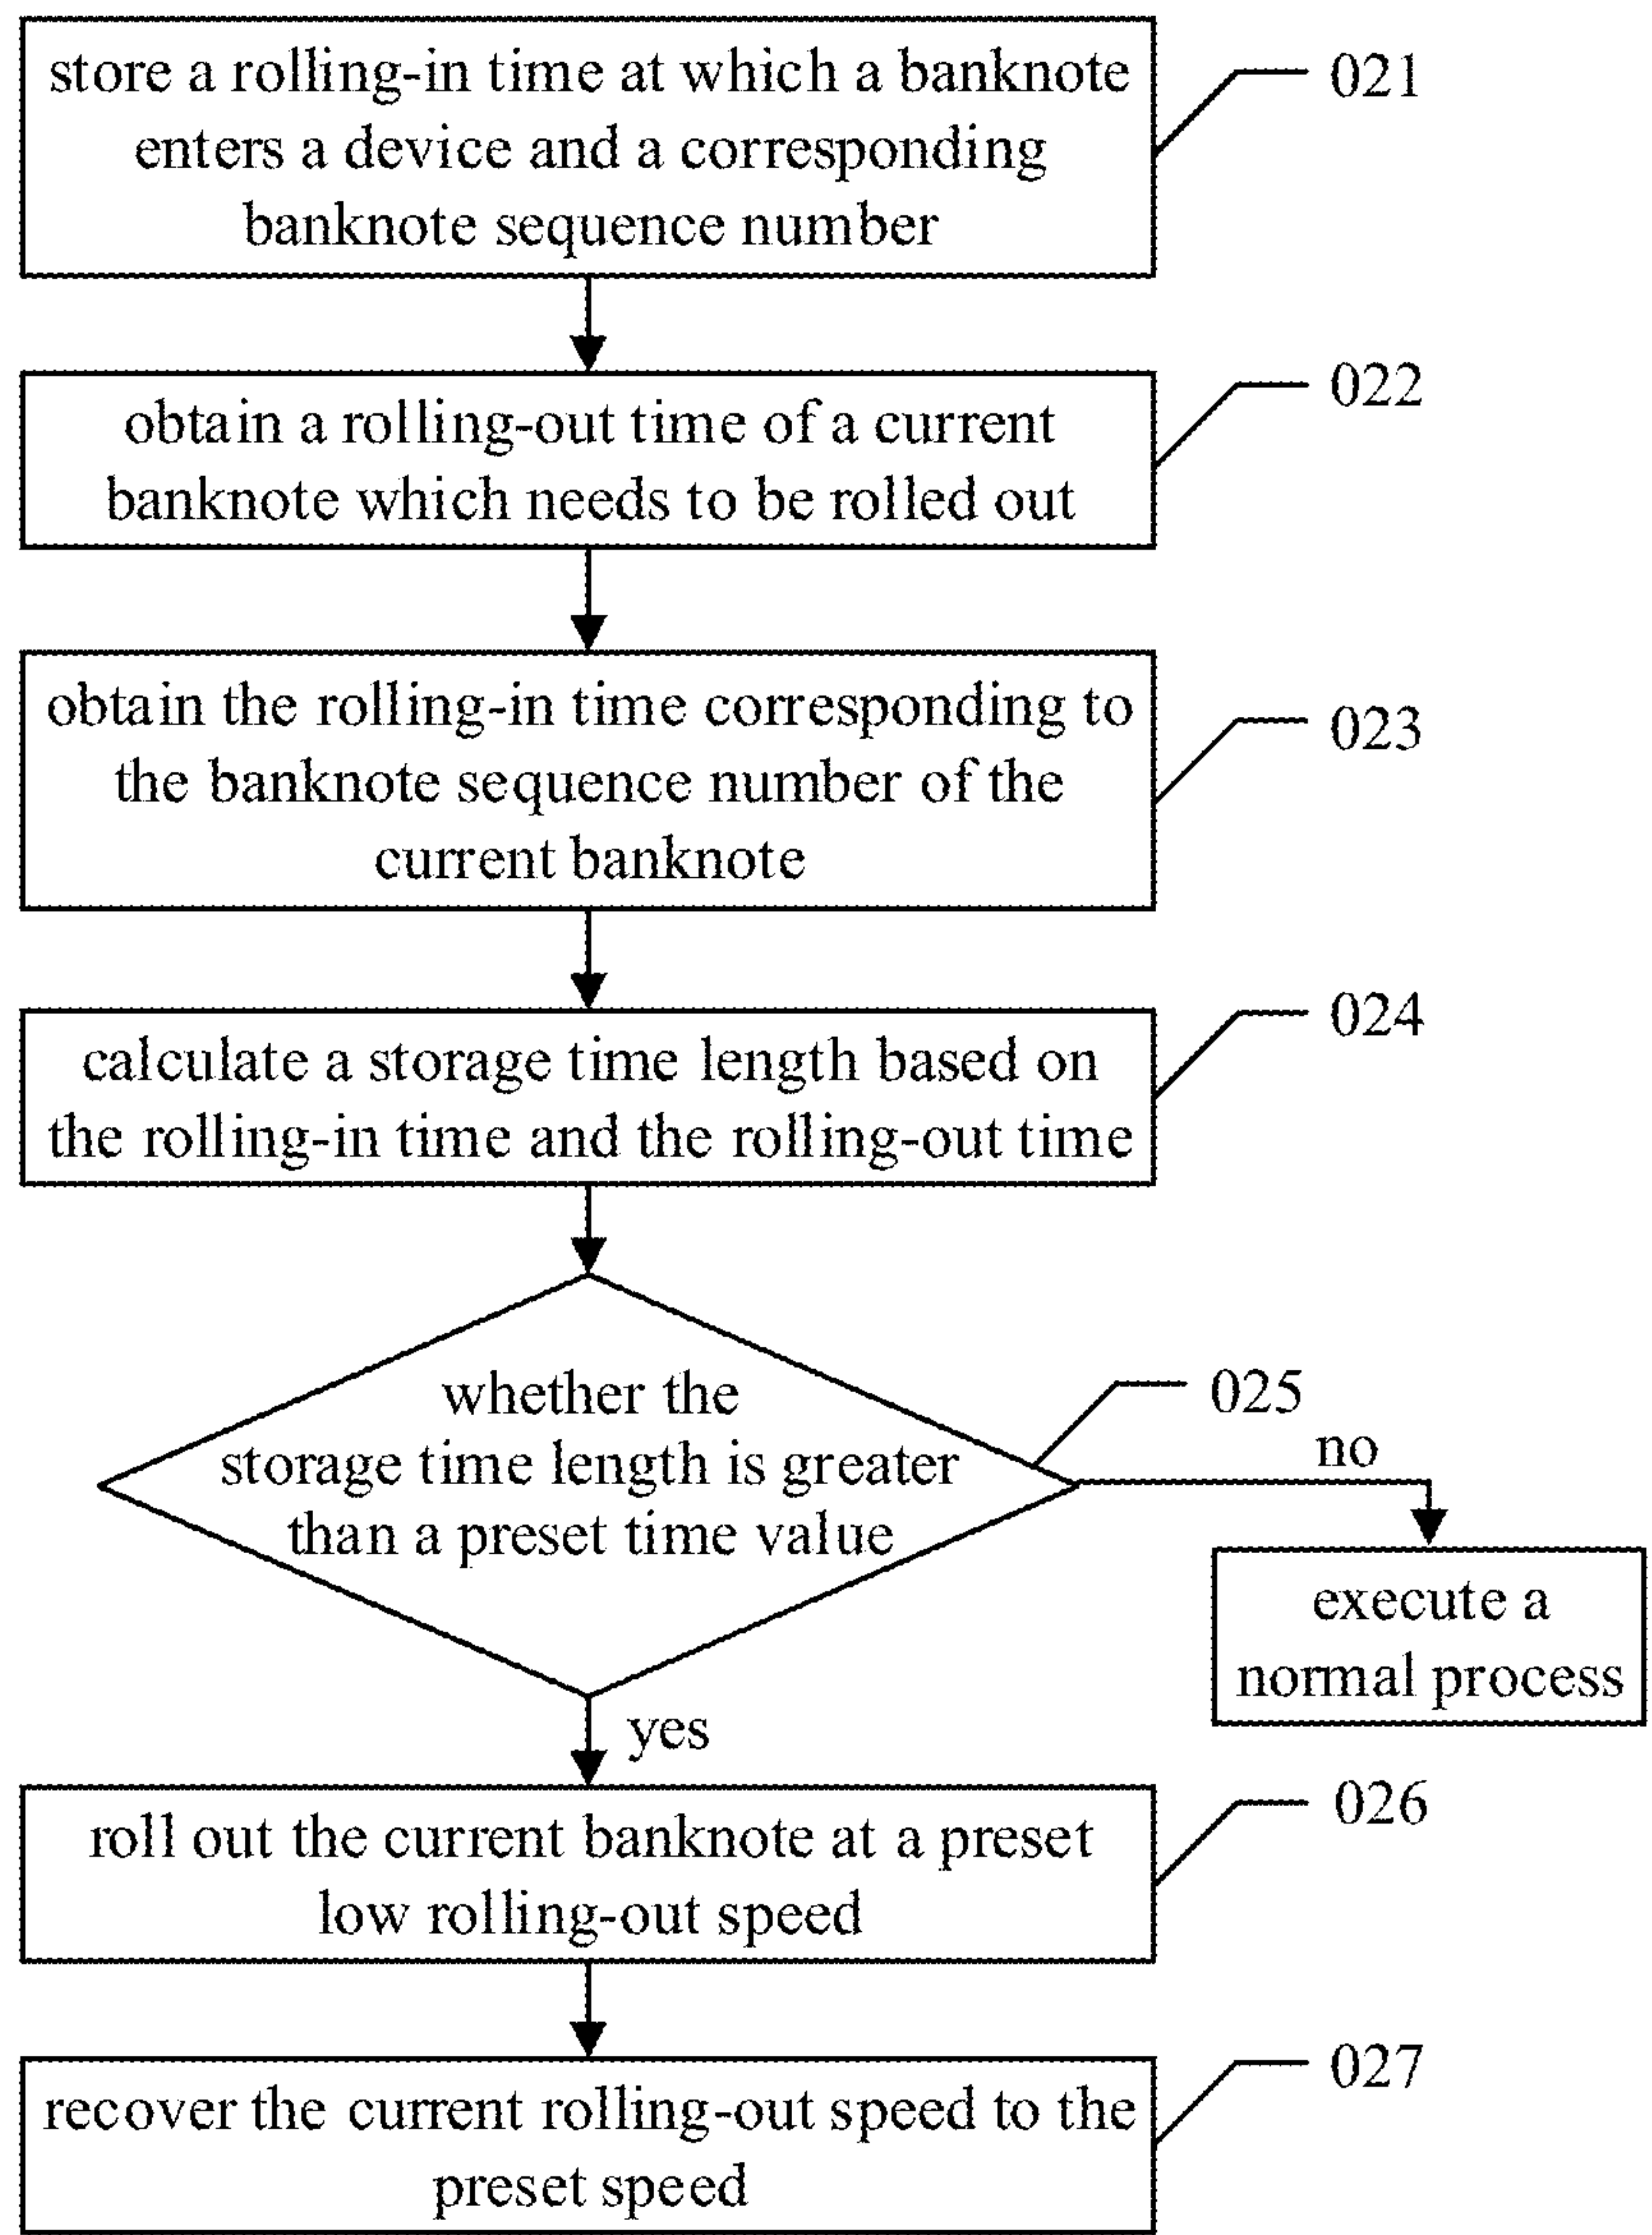 store a rolling-in time at which a banknote
enters a device and a corresponding
banknote sequence number
021
obtain a rolling-out time of a current
banknote which needs to be rolled out
022
obtain the rolling-in time corresponding to
the banknote sequence number of the
current banknote
023
calculate a storage time length based on
the rolling-in time and the rolling-out time
024
whether the
storage time length is greater
than a preset time value
025
no
execute a
normal process
yes
roll out the current banknote at a preset
low rolling-out speed
026
recover the current rolling-out speed to the
preset speed
027